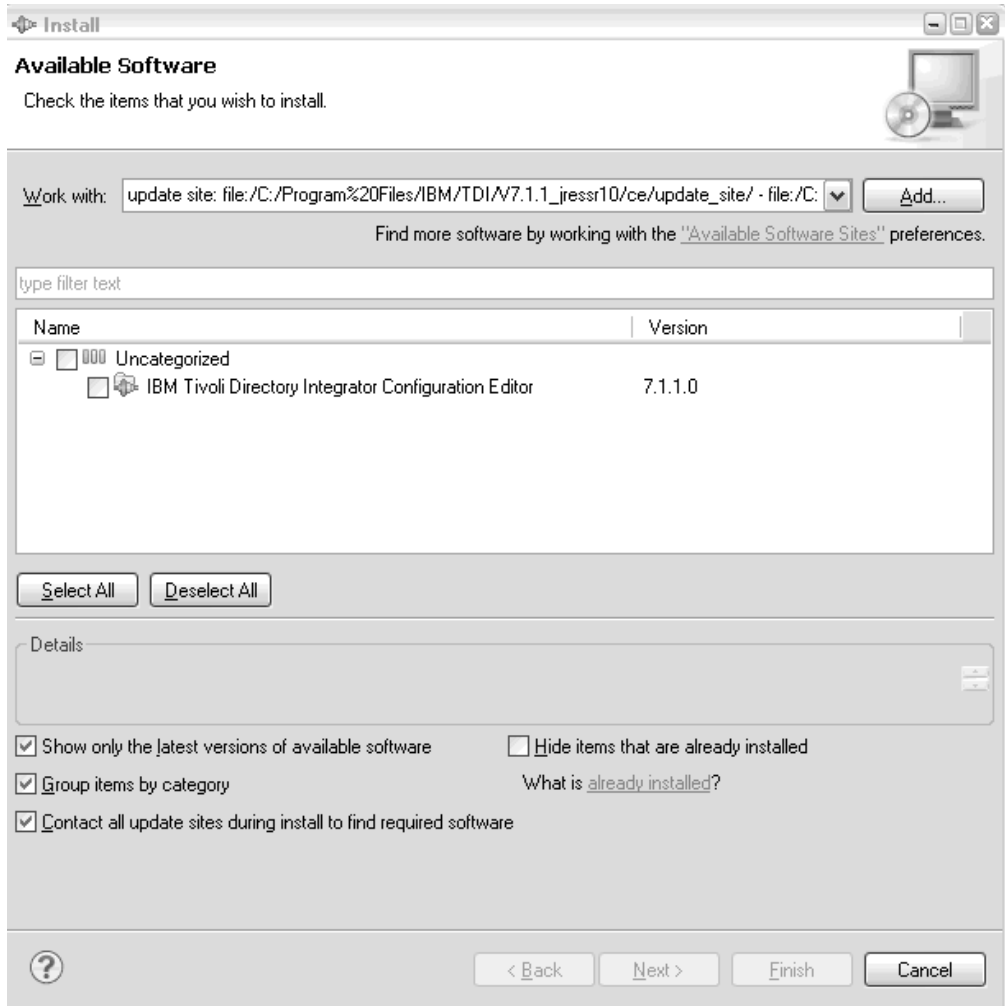 Install
Available Software
Check the items that you wish to install.
Work with: update site: file:/C:/Program%20Files/IBM/TDI/V7.1.1_jressr10/ce/update_site/ - file:/C: Add...
Find more software by working with the "Available Software Sites" preferences.
type filter text
Name Version
Uncategorized
IBM Tivoli Directory Integrator Configuration Editor 7.1.1.0
Select All Deselect All
Details
Show only the latest versions of available software Hide items that are already installed
Group items by category What is already installed?
Contact all update sites during install to find required software
? < Back Next > Finish Cancel